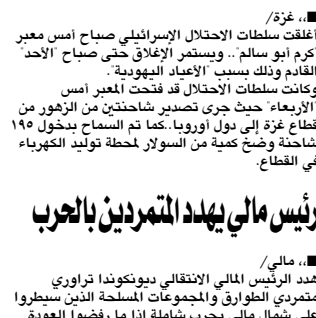 ■،، غزة/
أغلقت سلطات الاحتلال الإسرائيلي صباح أمس معبر
"كرم أبو سالم".. ويستمر الإغلاق حتى صباح "الأحد"
القادم وذلك بسبب "الأعياد اليهودية".
وكانت سلطات الاحتلال قد فتحت المعبر أمس
"الأربعاء" حيث جرى تصدير شاحنتين من الزهور من
قطاع غزة إلى دول أوروبا..كما تم السماح بدخول ١٩٥
شاحنة وضخ كمية من السولار لمحطة توليد الكهرباء
في القطاع.
رئيس مالي يهدد المتمردين بالحرب
■،، مالي/
هدد الرئيس المالي الانتقالي ديونكوندا تراوري
متمردي الطوارق والمجموعات المسلحة الذين سيطروا
على شمال مالي بحرب شاملة إذا ما رفضوا العودة